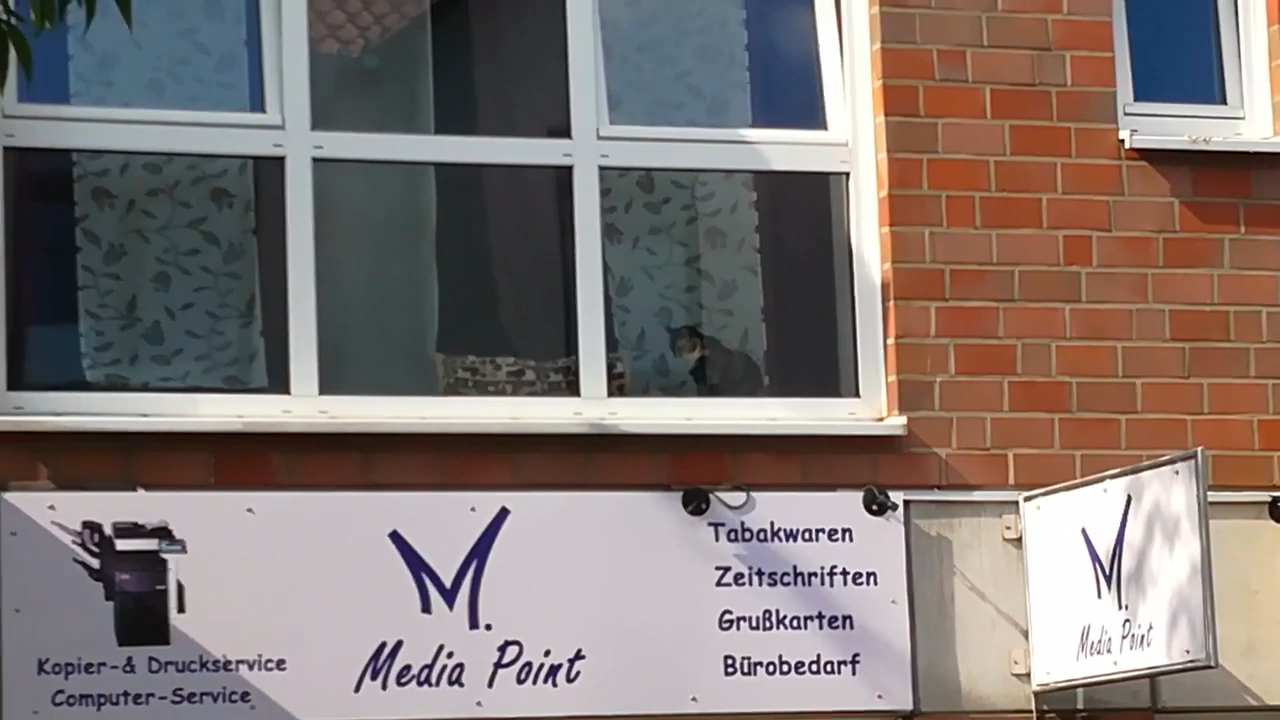 Kopier-& Druckservice
Computer-Service
M.
Media Point
Tabakwaren
Zeitschriften
Grußkarten
Bürobedarf
M.
Media Point